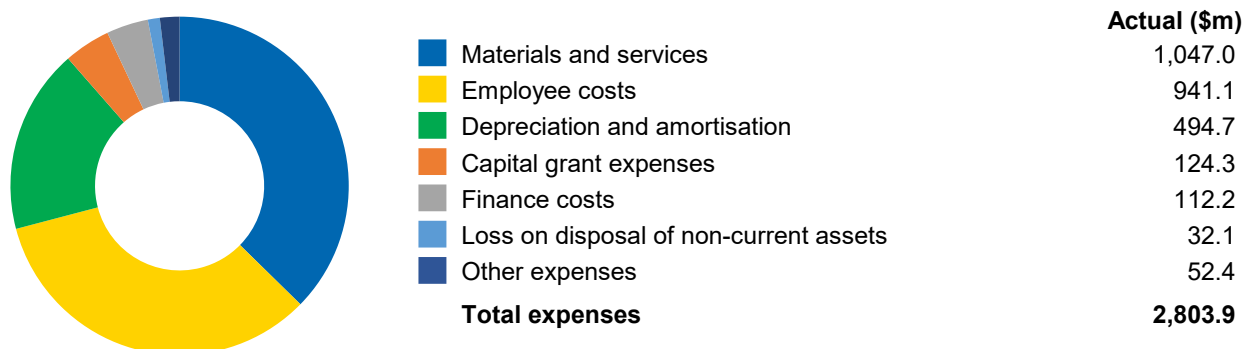 Actual ($m)
Materials and services 1,047.0
Employee costs 941.1
Depreciation and amortisation 494.7
Capital grant expenses 124.3
Finance costs 112.2
Loss on disposal of non-current assets 32.1
Other expenses 52.4
Total expenses 2,803.9